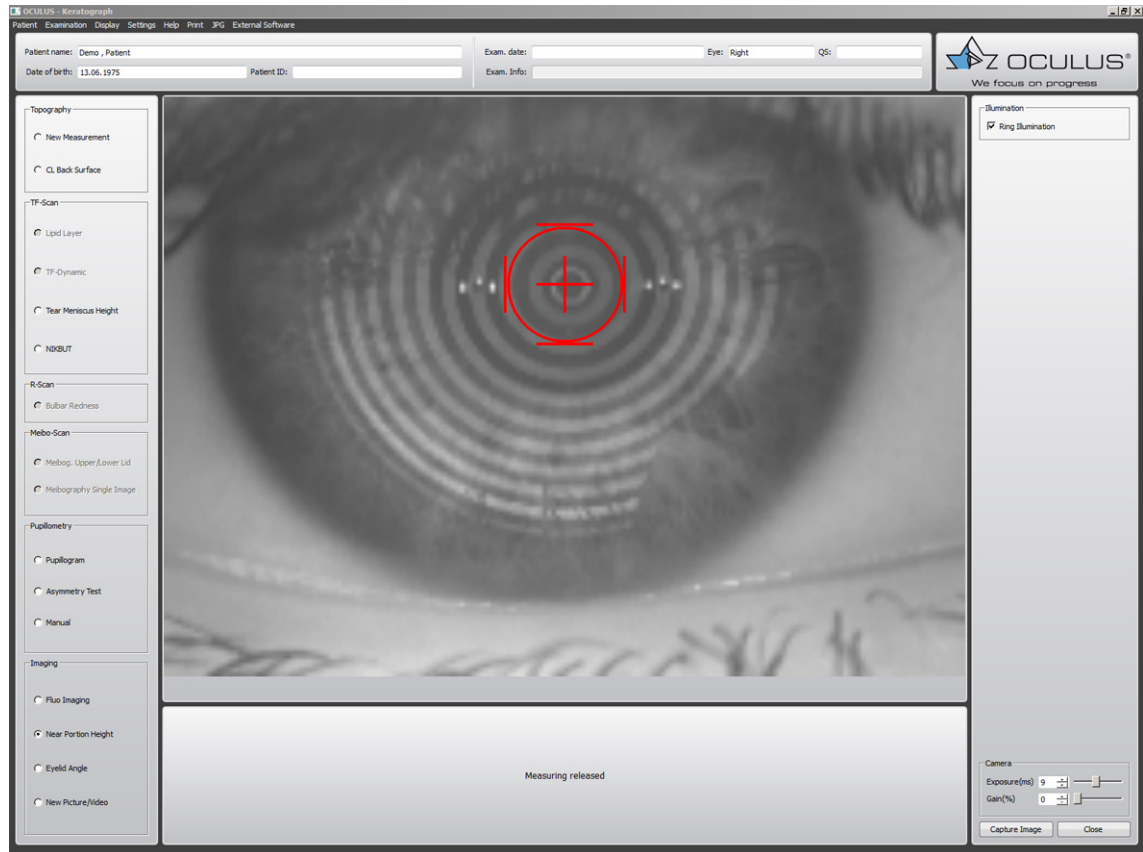 OCULUS - Keratograph
Patient Examination Display Settings Help Print JPG External Software
Patient name: Demo , Patient
Exam. date: Eye: Right QS:
Date of birth: 13.06.1975 Patient ID:
Exam. Info:
OCULUS®
We focus on progress
Topography
New Measurement
CL Back Surface
TF-Scan
Lipid Layer
TF-Dynamic
Tear Meniscus Height
NIKBUT
R-Scan
Bulbar Redness
Meibo-Scan
Meibog. Upper/Lower Lid
Meibography Single Image
Pupillometry
Pupillogram
Asymmetry Test
Manual
Imaging
Fluo Imaging
Near Portion Height
Eyelid Angle
New Picture/Video
Measuring released
Illumination
Ring Illumination
Camera
Exposure(ms) 9
Gain(%) 0
Capture Image Close